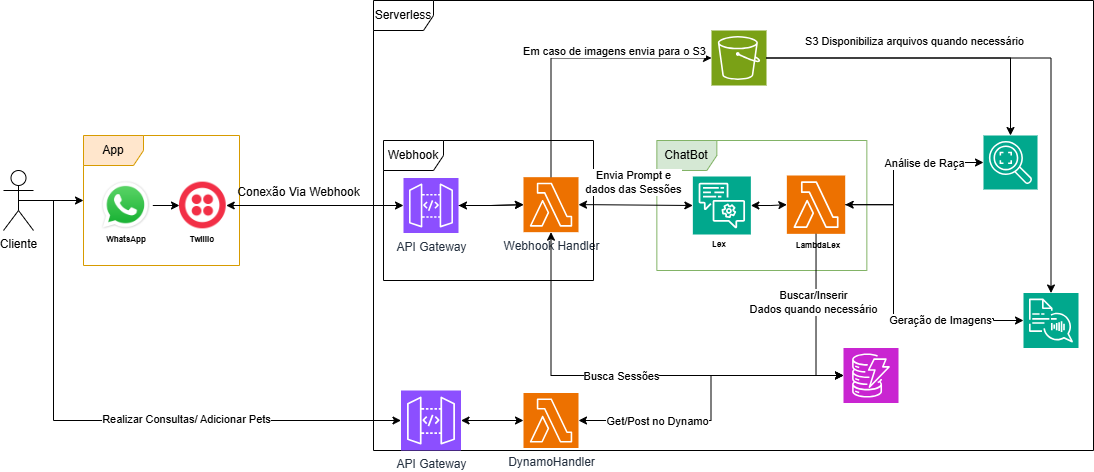 Serverless
Em caso de imagens envia para o S3
S3 Disponibiliza arquivos quando necessário
App
Webhook
ChatBot
Análise de Raça
Conexão Via Webhook
Envia Prompt e
dados das Sessões
WhatsApp
Twillio
Cliente
API Gateway
Webhook Handler
Lex
LambdaLex
Buscar/Inserir
Dados quando necessário
Geração de Imagens
Busca Sessões
Realizar Consultas/ Adicionar Pets
Get/Post no Dynamo
API Gateway
DynamoHandler